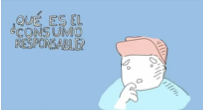 ¿QUÉ ES EL
CONSUMO
RESPONSABLE?